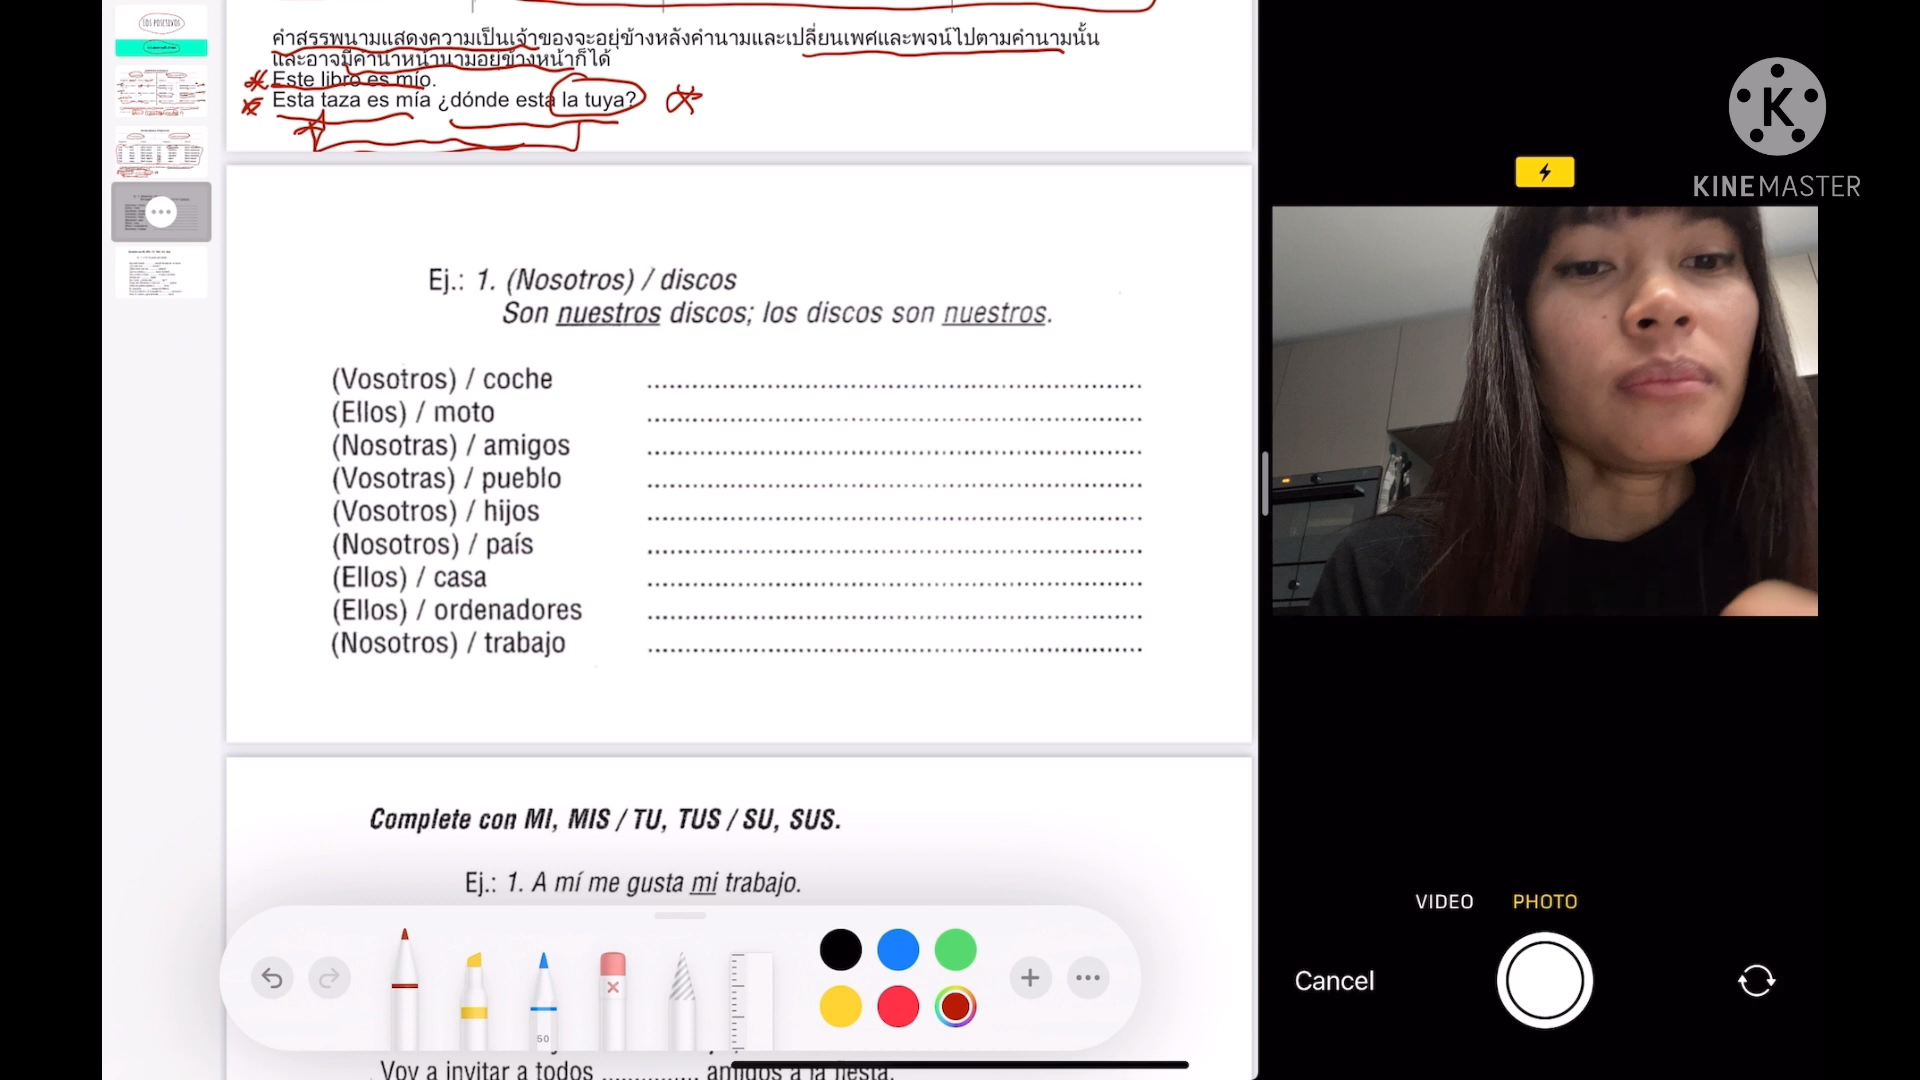 LOS POSESIVOS
คำสรรพนามแสดงความเป็นเจ้าของจะอยู่ข้างหลังคำนามและเปลี่ยนเพศและพจน์ไปตามคำนามนั้น
และอาจมีคำนำหน้านามอยู่ข้างหน้าก็ได้
Este libro es mío.
Esta taza es mía ¿dónde está la tuya?
Ej.: 1. (Nosotros) / discos
Son nuestros discos; los discos son nuestros.
(Vosotros) / coche ....................
(Ellos) / moto ....................
(Nosotras) / amigos ....................
(Vosotras) / pueblo ....................
(Vosotros) / hijos ....................
(Nosotros) / país ....................
(Ellos) / casa ....................
(Ellos) / ordenadores ....................
(Nosotros) / trabajo ....................
Complete con MI, MIS / TU, TUS / SU, SUS.
Ej.: 1. A mí me gusta mi trabajo.
50
Voy a invitar a todos .............. amigos a la fiesta.
K
KINEMASTER
VIDEO PHOTO
Cancel